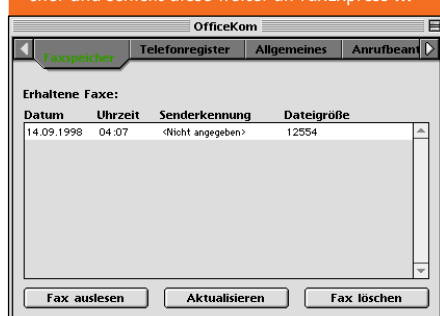 OfficeKom
Faxspeicher Telefonregister Allgemeines Anrufbeant
Erhaltene Faxe:
Datum Uhrzeit Senderkennung Dateigröße
14.09.1998 04:07 <Nicht angegeben> 12554
Fax auslesen Aktualisieren Fax löschen